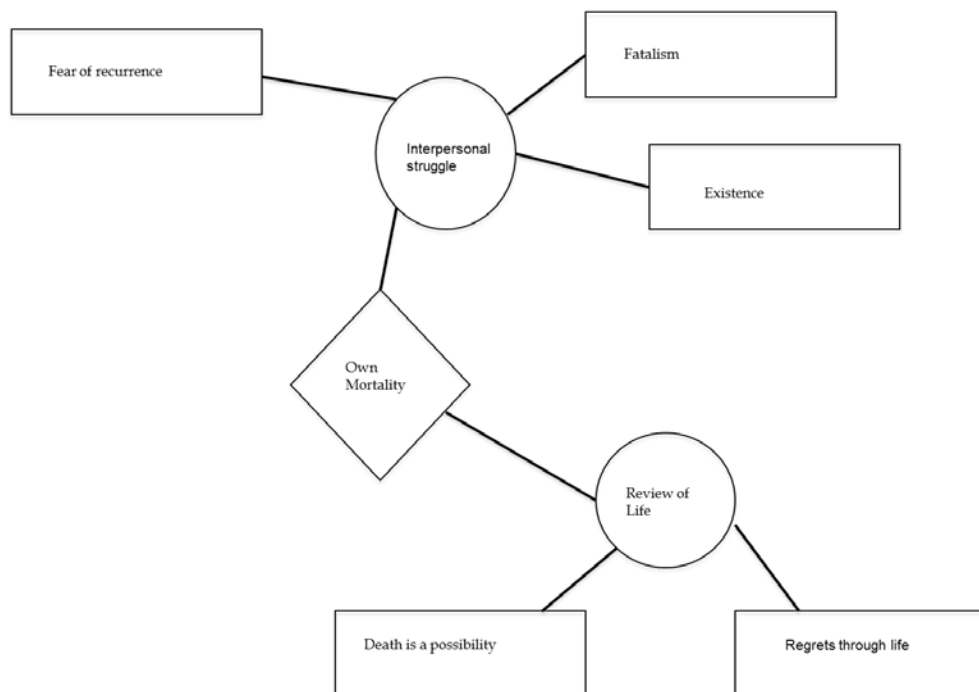 Fear of recurrence
Fatalism
Interpersonal
struggle
Existence
Own
Mortality
Review of
Life
Death is a possibility
Regrets through life